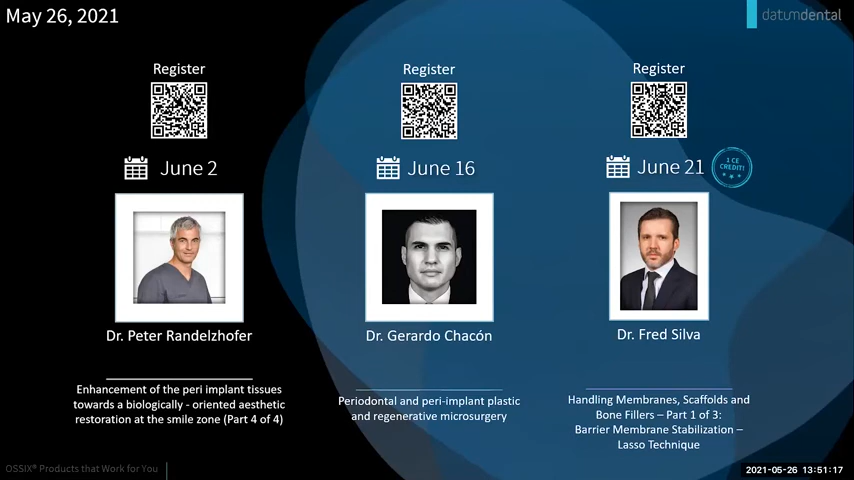 May 26, 2021
datumdental
Register
Register
Register
June 2
June 16
June 21
1 CE
CREDIT!
Dr. Peter Randelzhofer
Dr. Gerardo Chacón
Dr. Fred Silva
Enhancement of the peri implant tissues
towards a biologically - oriented aesthetic
restoration at the smile zone (Part 4 of 4)
Periodontal and peri-implant plastic
and regenerative microsurgery
Handling Membranes, Scaffolds and
Bone Fillers – Part 1 of 3:
Barrier Membrane Stabilization –
Lasso Technique
OSSIX® Products that Work for You
2021-05-26 13:51:17